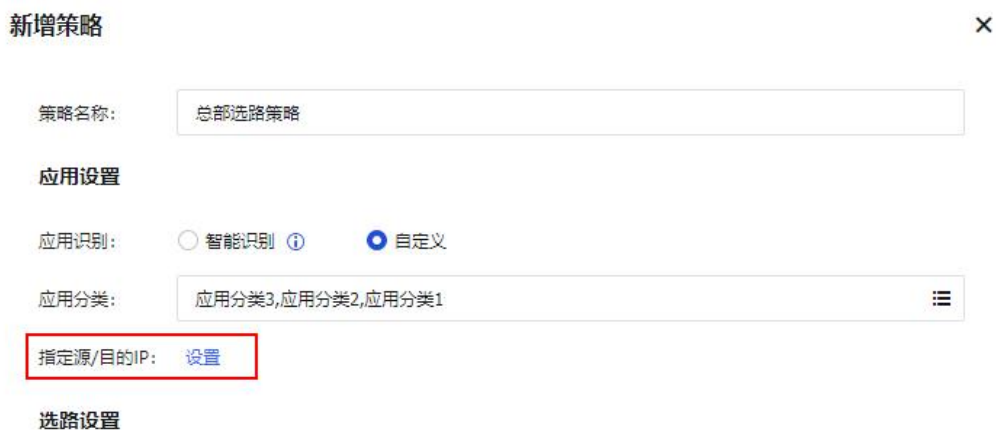 新增策略
策略名称: 总部选路策略
应用设置
应用识别: 智能识别 自定义
应用分类: 应用分类3,应用分类2,应用分类1
指定源/目的IP: 设置
选路设置